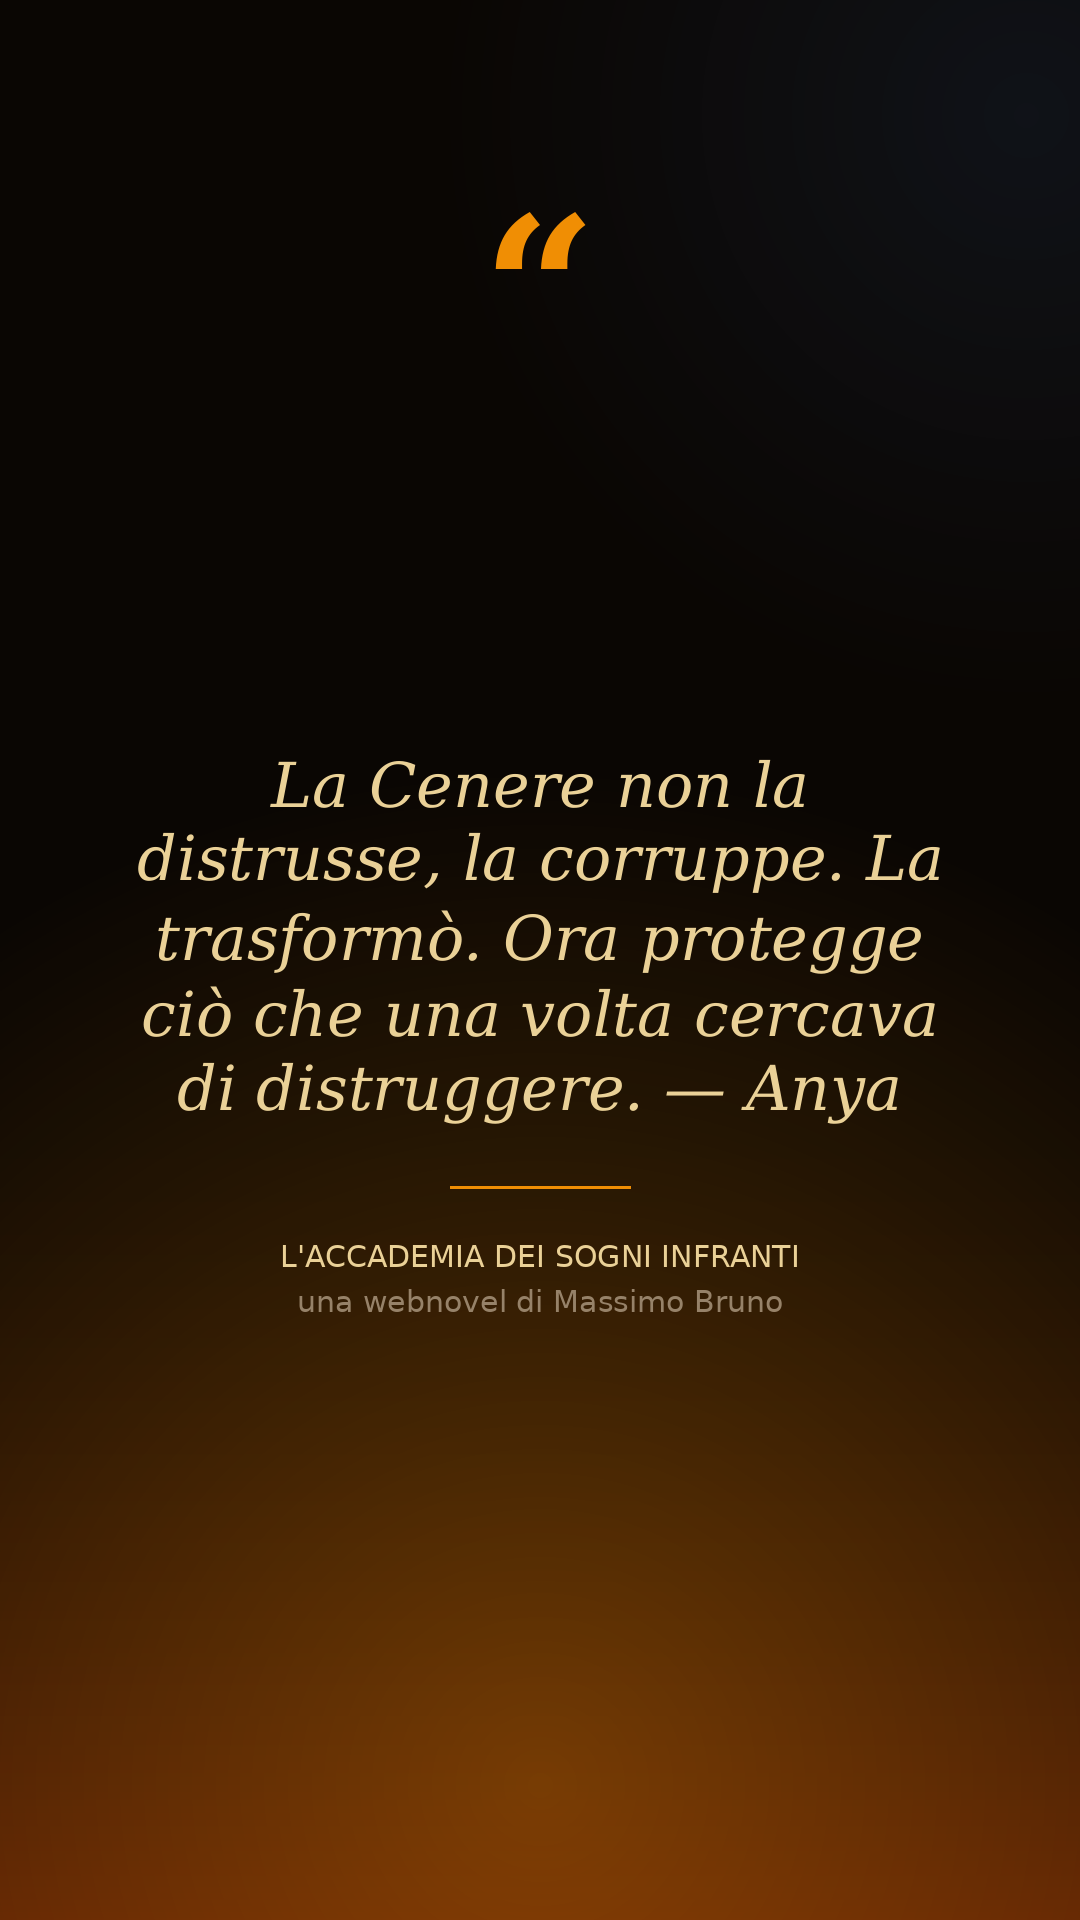 “
La Cenere non la
distrusse, la corruppe. La
trasformò. Ora protegge
ciò che una volta cercava
di distruggere. — Anya
L'ACCADEMIA DEI SOGNI INFRANTI
una webnovel di Massimo Bruno